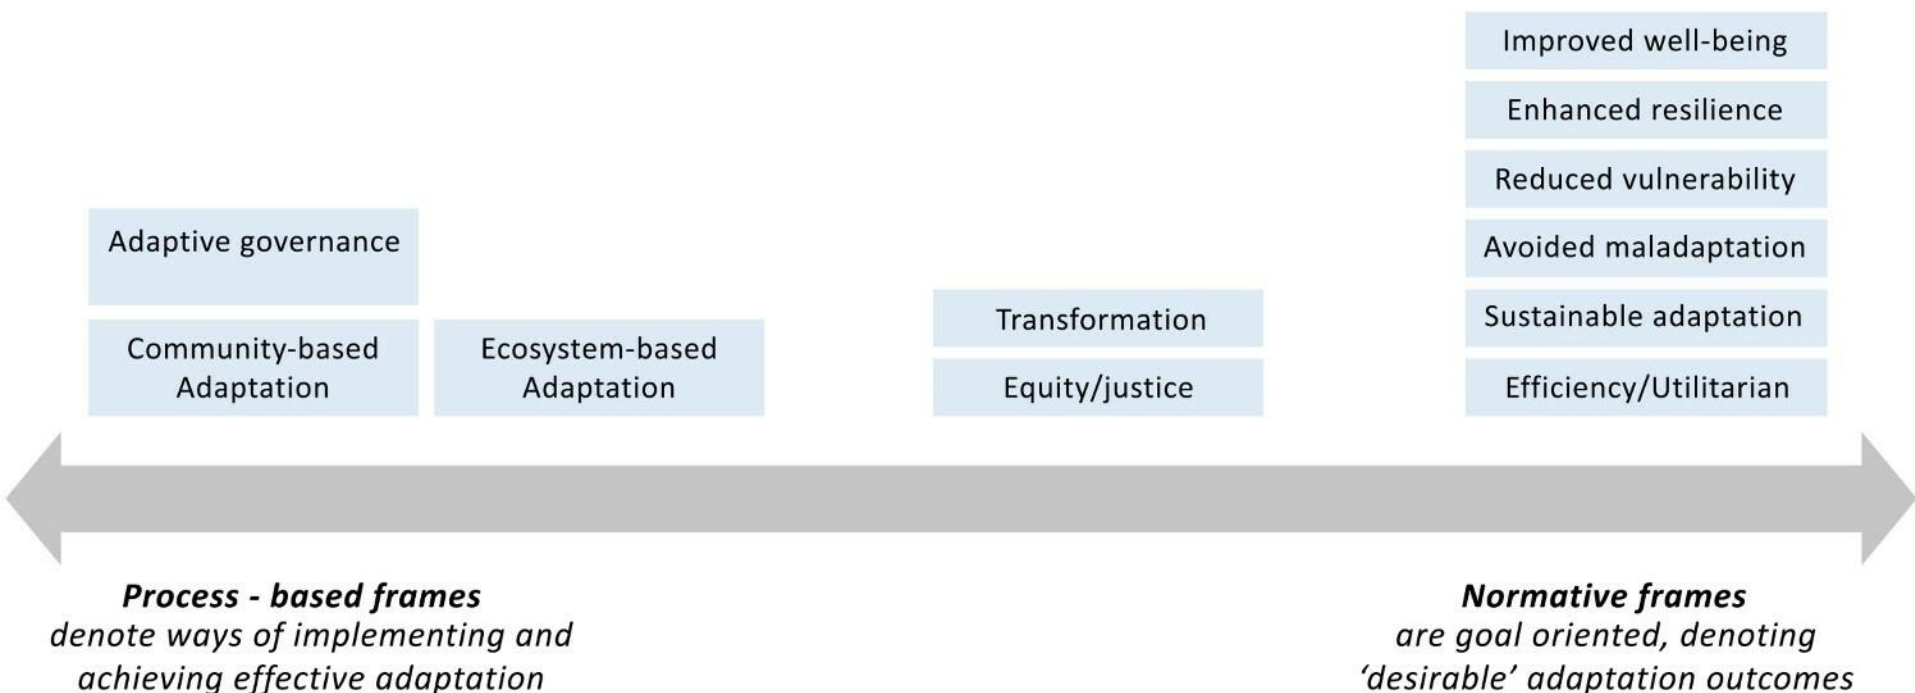 Improved well-being
Enhanced resilience
Reduced vulnerability
Adaptive governance
Avoided maladaptation
Transformation
Sustainable adaptation
Community-based
Adaptation
Ecosystem-based
Adaptation
Equity/justice
Efficiency/Utilitarian
Process - based frames
denote ways of implementing and
achieving effective adaptation
Normative frames
are goal oriented, denoting
‘desirable’ adaptation outcomes